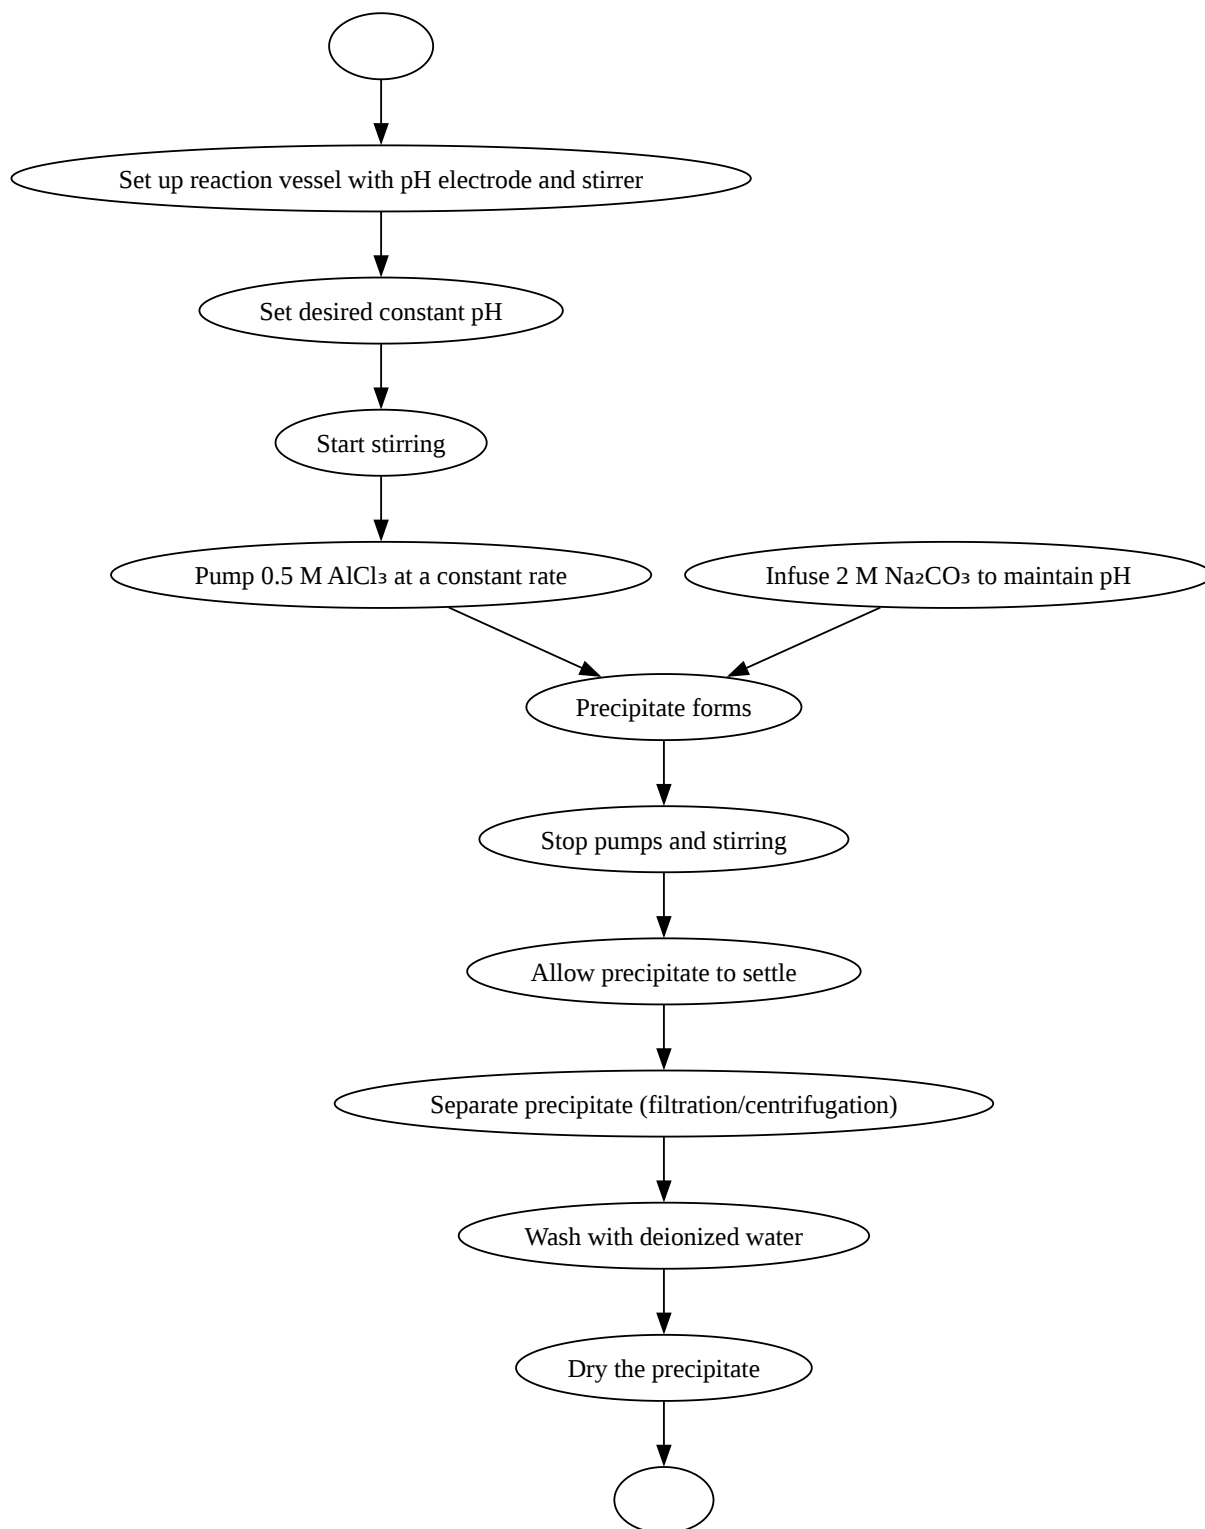 Set up reaction vessel with pH electrode and stirrer
Set desired constant pH
Start stirring
Pump 0.5 M AlCl₃ at a constant rate
Infuse 2 M Na₂CO₃ to maintain pH
Precipitate forms
Stop pumps and stirring
Allow precipitate to settle
Separate precipitate (filtration/centrifugation)
Wash with deionized water
Dry the precipitate